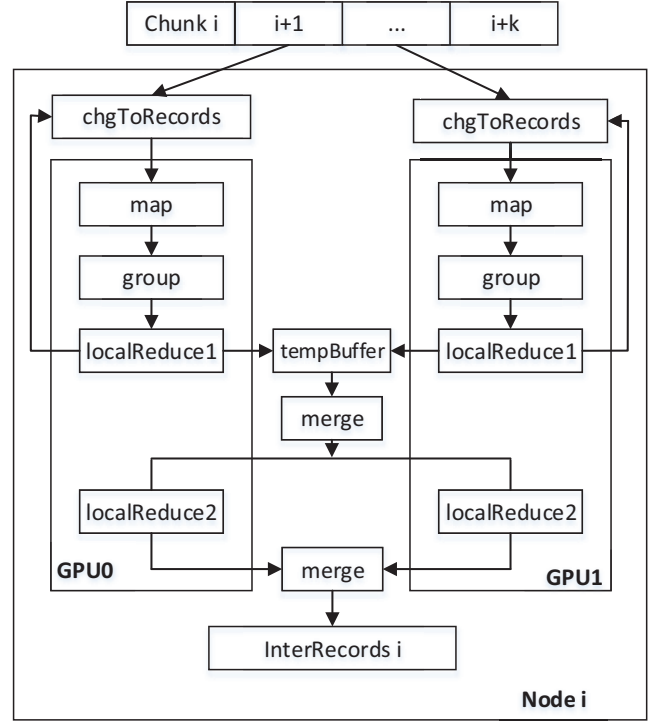 Chunk i i+1 ... i+k
chgToRecords chgToRecords
map map
group group
localReduce1 tempBuffer localReduce1
merge
localReduce2 localReduce2
GPU0 merge GPU1
InterRecords i
Node i